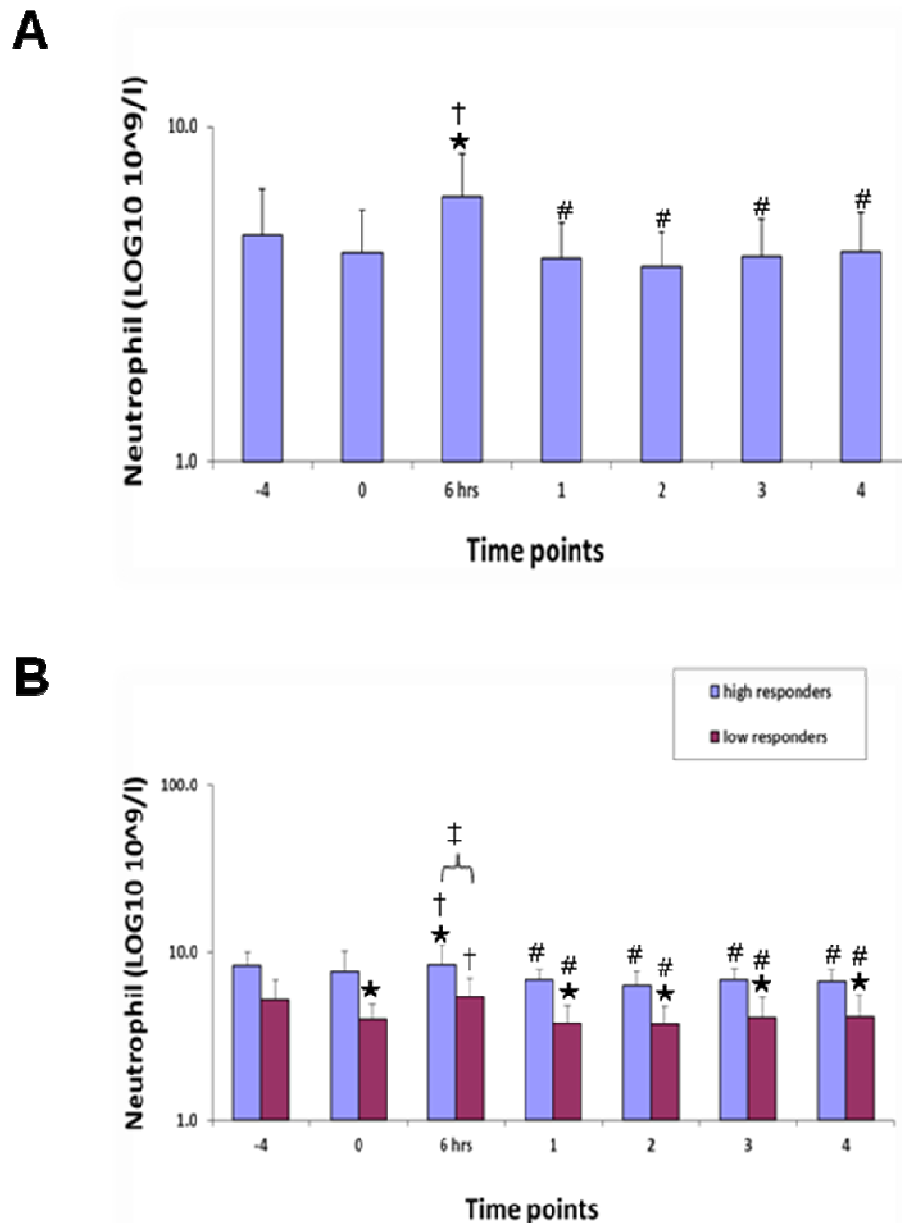 A
Neutrophil (LOG10 10^9/l)
10.0
†
★
# # # #
1.0
-4 0 6 hrs 1 2 3 4
Time points
B
high responders
low responders
Neutrophil (LOG10 10^9/l)
100.0
‡
†
10.0
★ † # # # # # # # #
★ ★ ★ ★ ★
1.0
-4 0 6 hrs 1 2 3 4
Time points